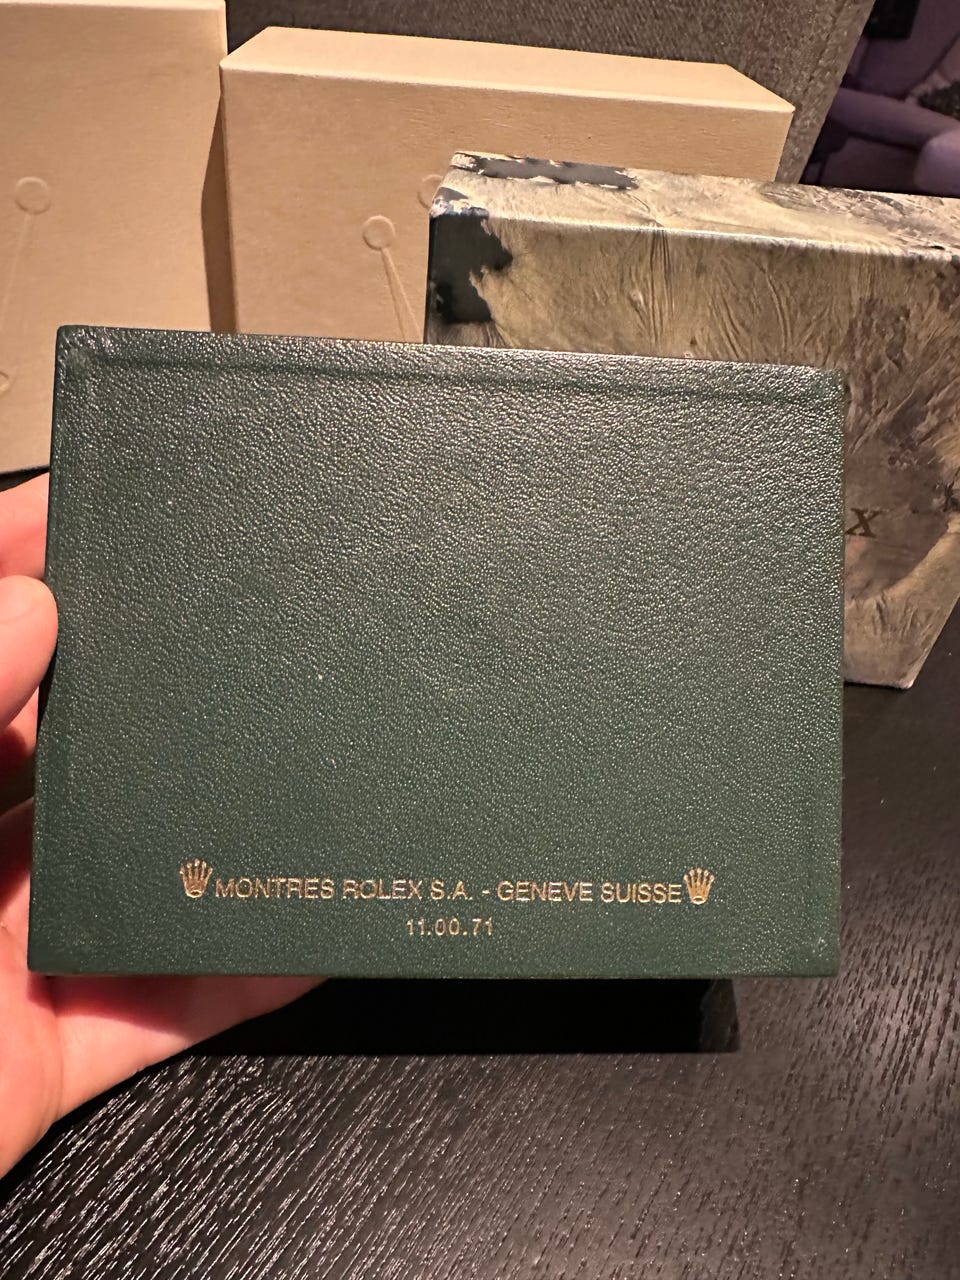 X
MONTRES ROLEX S.A. - GENEVE SUISSE
11.00.71